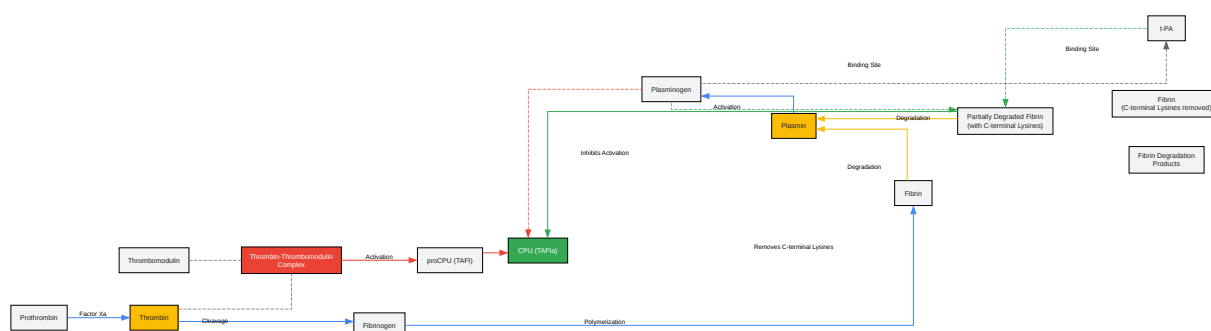 t-PA
Binding Site
Binding Site
Plasminogen
Activation
Fibrin
(C-terminal Lysines removed)
Plasmin
Degradation
Partially Degraded Fibrin
(with C-terminal Lysines)
Inhibits Activation
Degradation
Fibrin Degradation
Products
Fibrin
Removes C-terminal Lysines
Thrombomodulin
Thrombin-Thrombomodulin
Complex
Activation
proCPU (TAFI)
CPU (TAFIa)
Prothrombin
Factor Xa
Thrombin
Cleavage
Fibrinogen
Polymerization